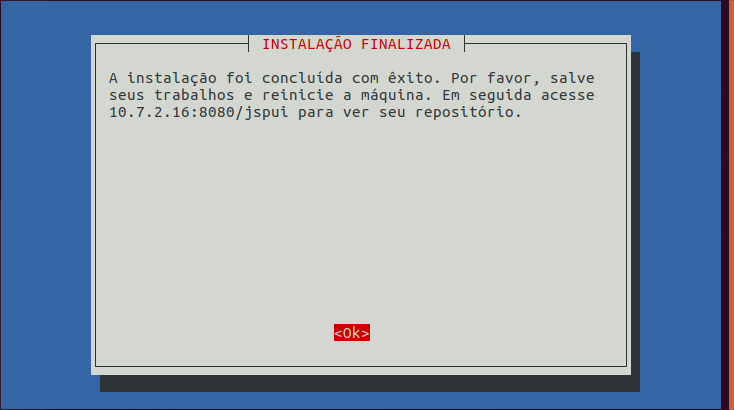 INSTALAÇÃO FINALIZADA
A instalação foi concluída com êxito. Por favor, salve
seus trabalhos e reinicie a máquina. Em seguida acesse
10.7.2.16:8080/jspui para ver seu repositório.
<Ok>